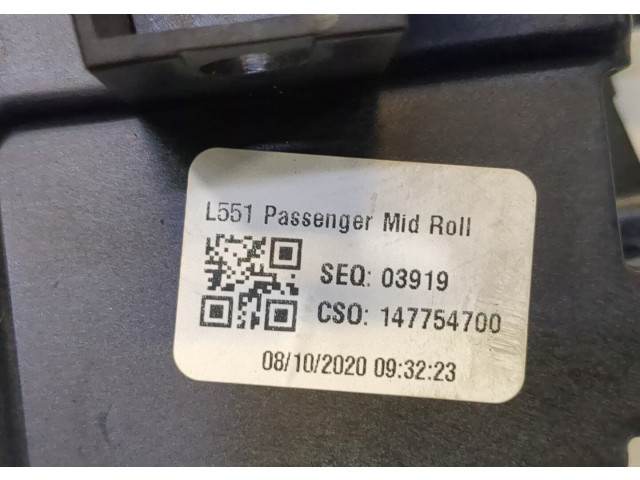 L551 Passenger Mid Roll
SEQ: 03919
CSO: 147754700
08/10/2020 09:32:23